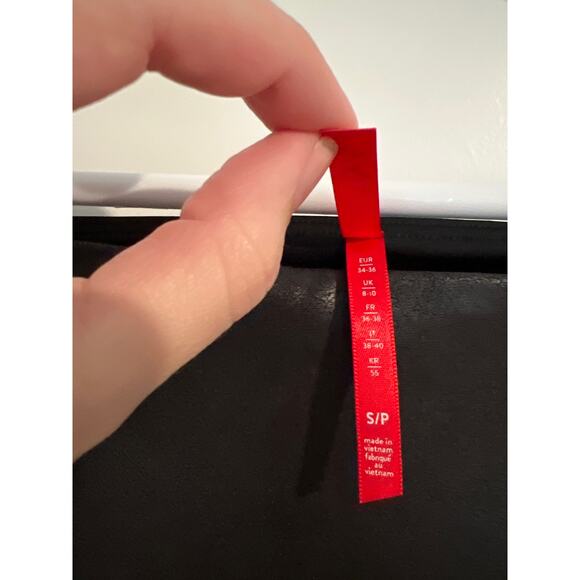 EUR
34-36
UK
8-10
FR
36-38
IT
38-40
KR
55
S/P
made in
vietnam
fabriqué
au
vietnam